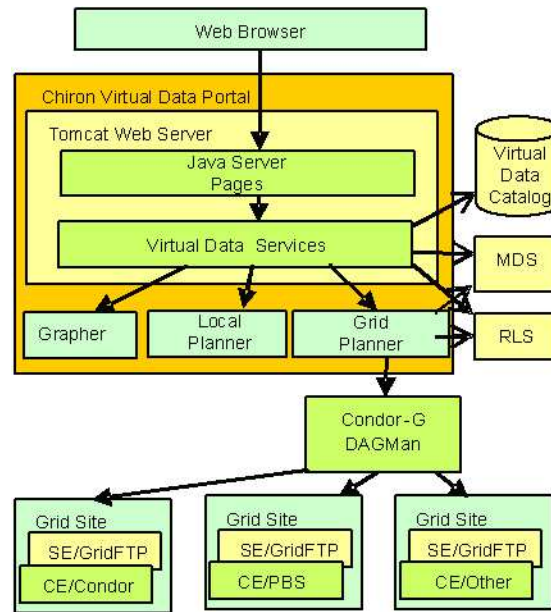 Web Browser
Chiron Virtual Data Portal
Tomcat Web Server
Java Server
Pages
Virtual Data Services
Virtual
Data
Catalog
MDS
RLS
Grapher
Local
Planner
Grid
Planner
Condor-G
DAGMan
Grid Site
SE/GridFTP
CE/Condor
Grid Site
SE/GridFTP
CE/PBS
Grid Site
SE/GridFTP
CE/Other